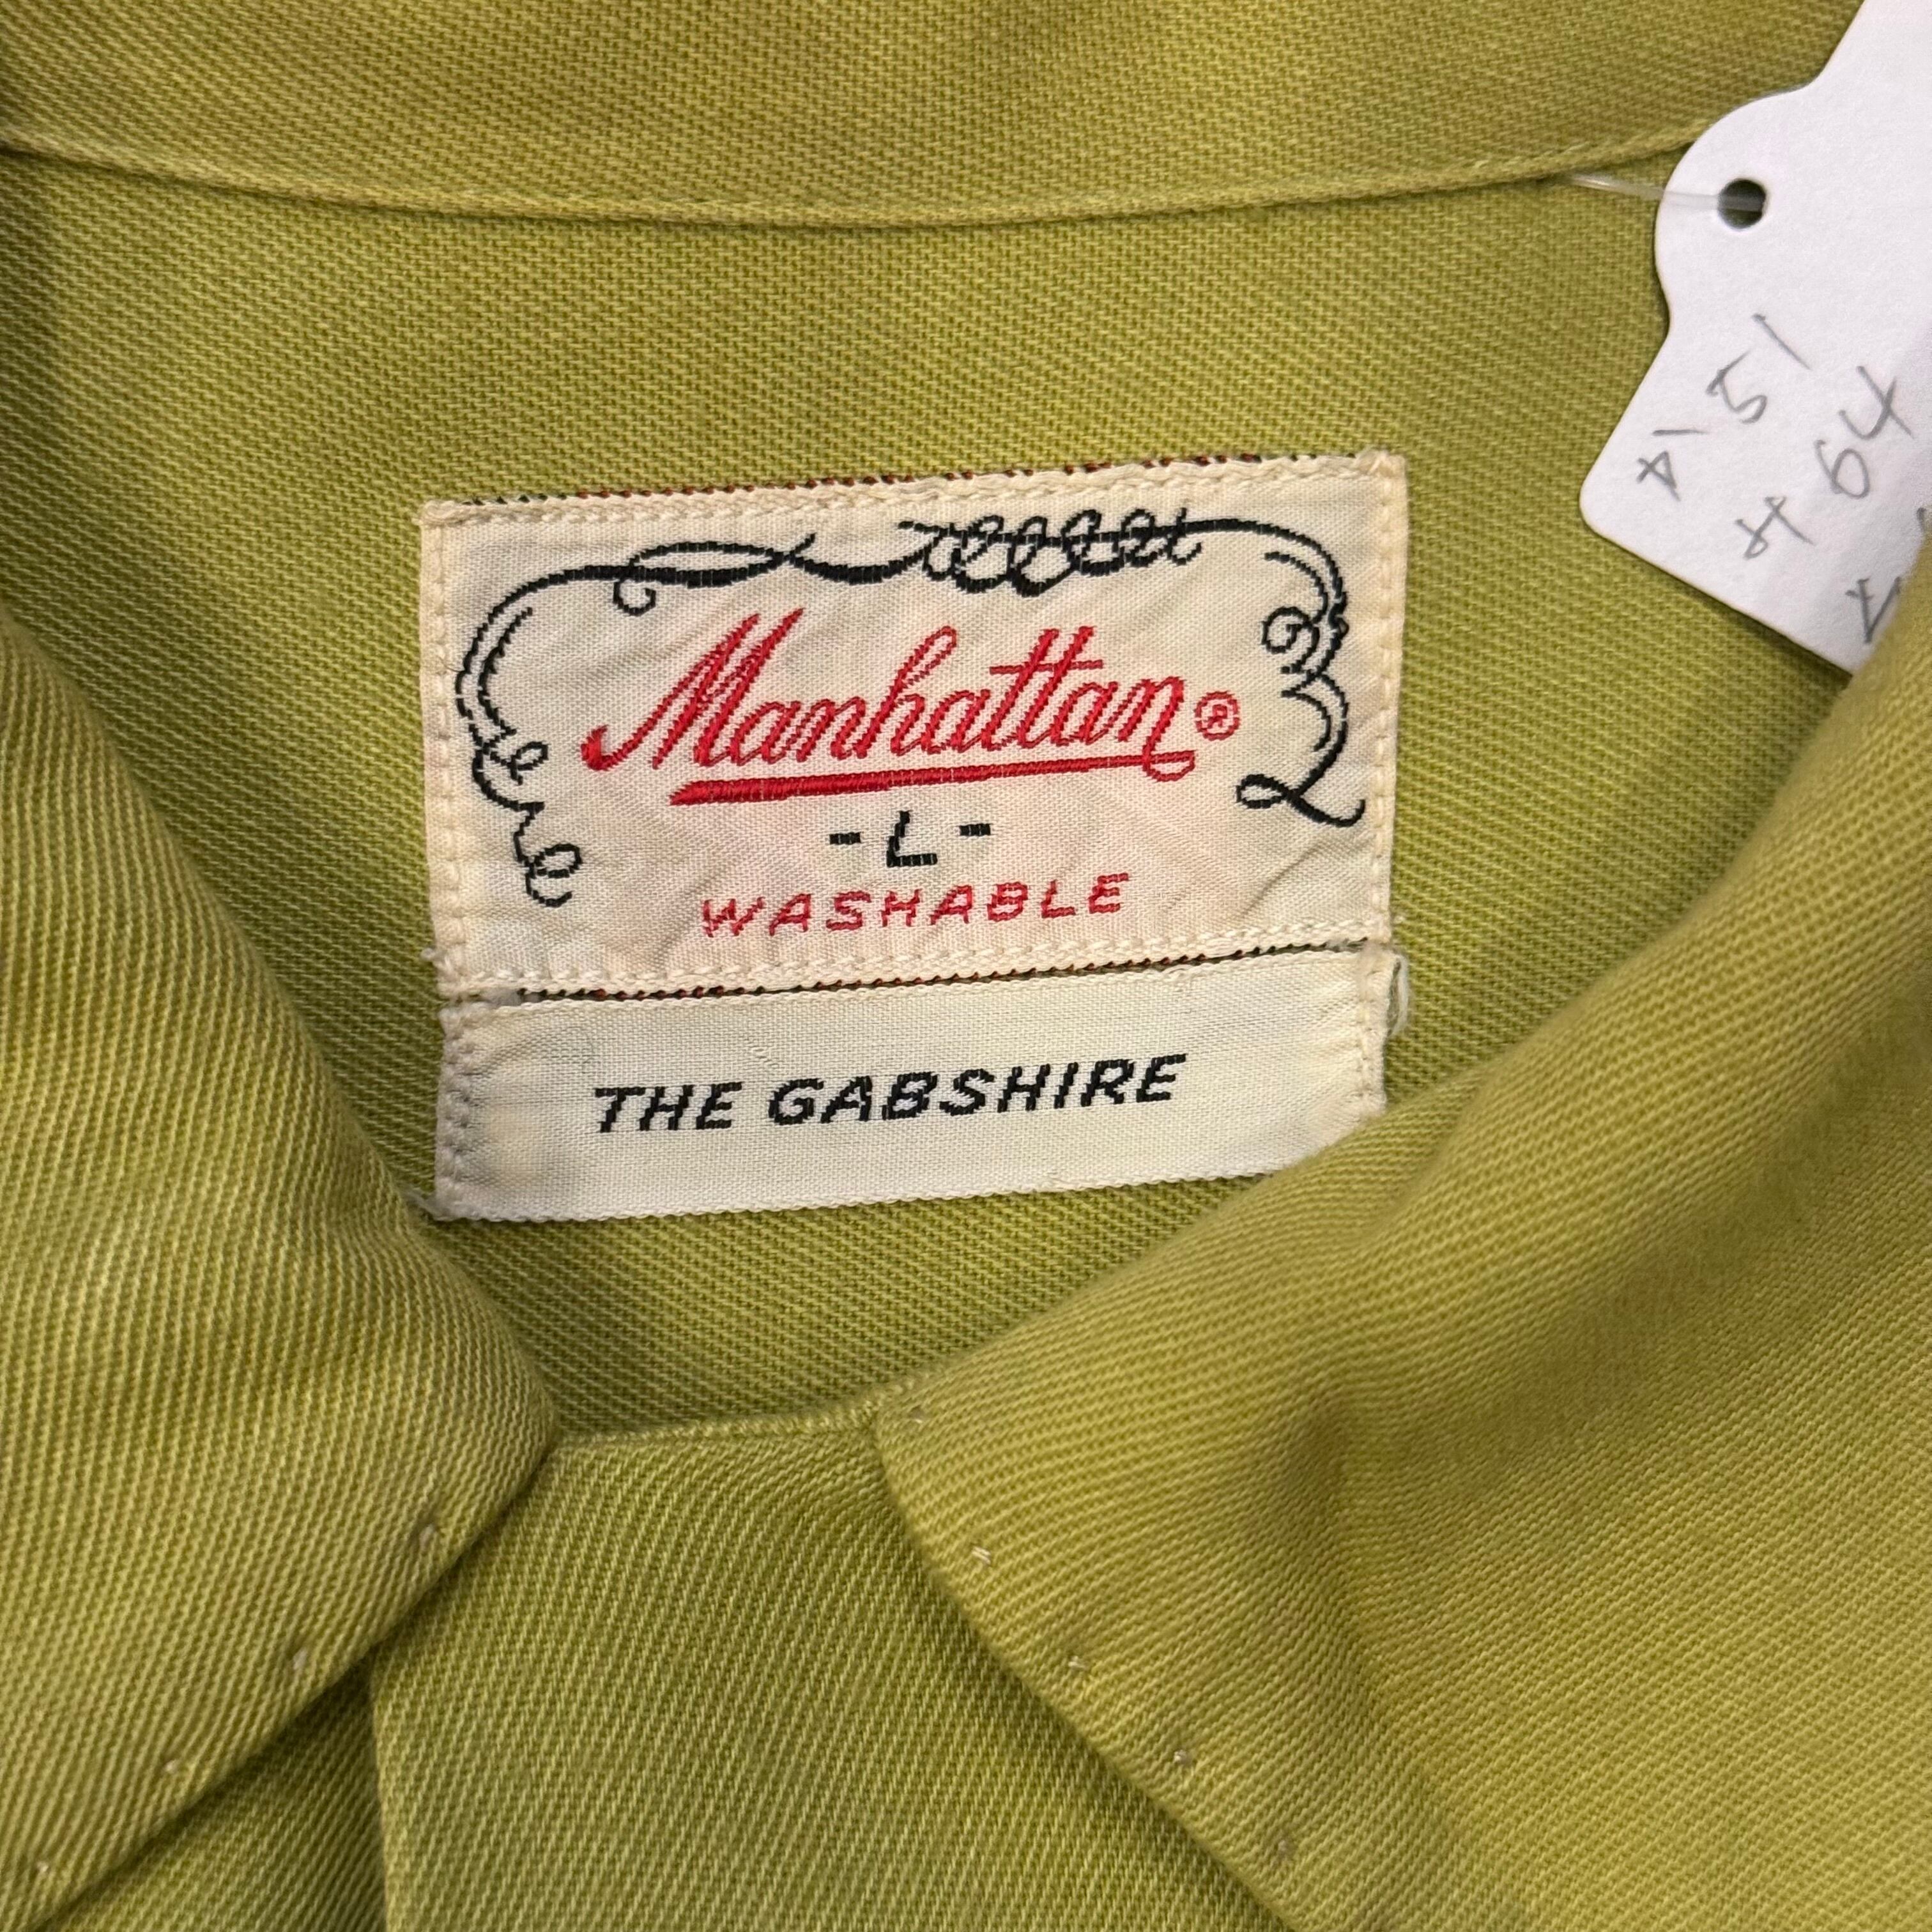 Manhattan®
- L -
WASHABLE
THE GABSHIRE